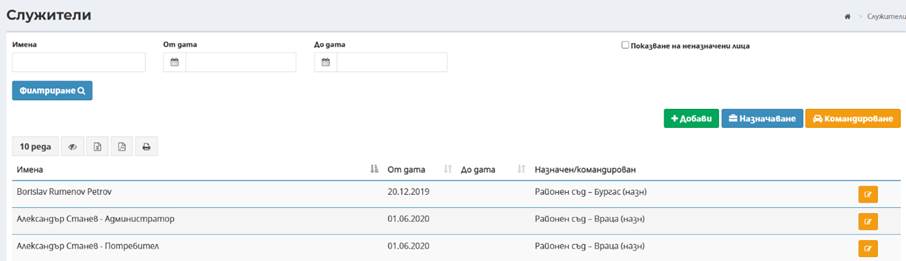 Служители
> Служители
Имена От дата До дата Показване на неназначени лица
Филтриране
+ Добави Назначаване Командироване
10 реда
Имена От дата До дата Назначен/командирован
Borislav Rumenov Petrov 20.12.2019 Районен съд – Бургас (назн)
Александър Станев - Администратор 01.06.2020 Районен съд – Враца (назн)
Александър Станев - Потребител 01.06.2020 Районен съд – Враца (назн)